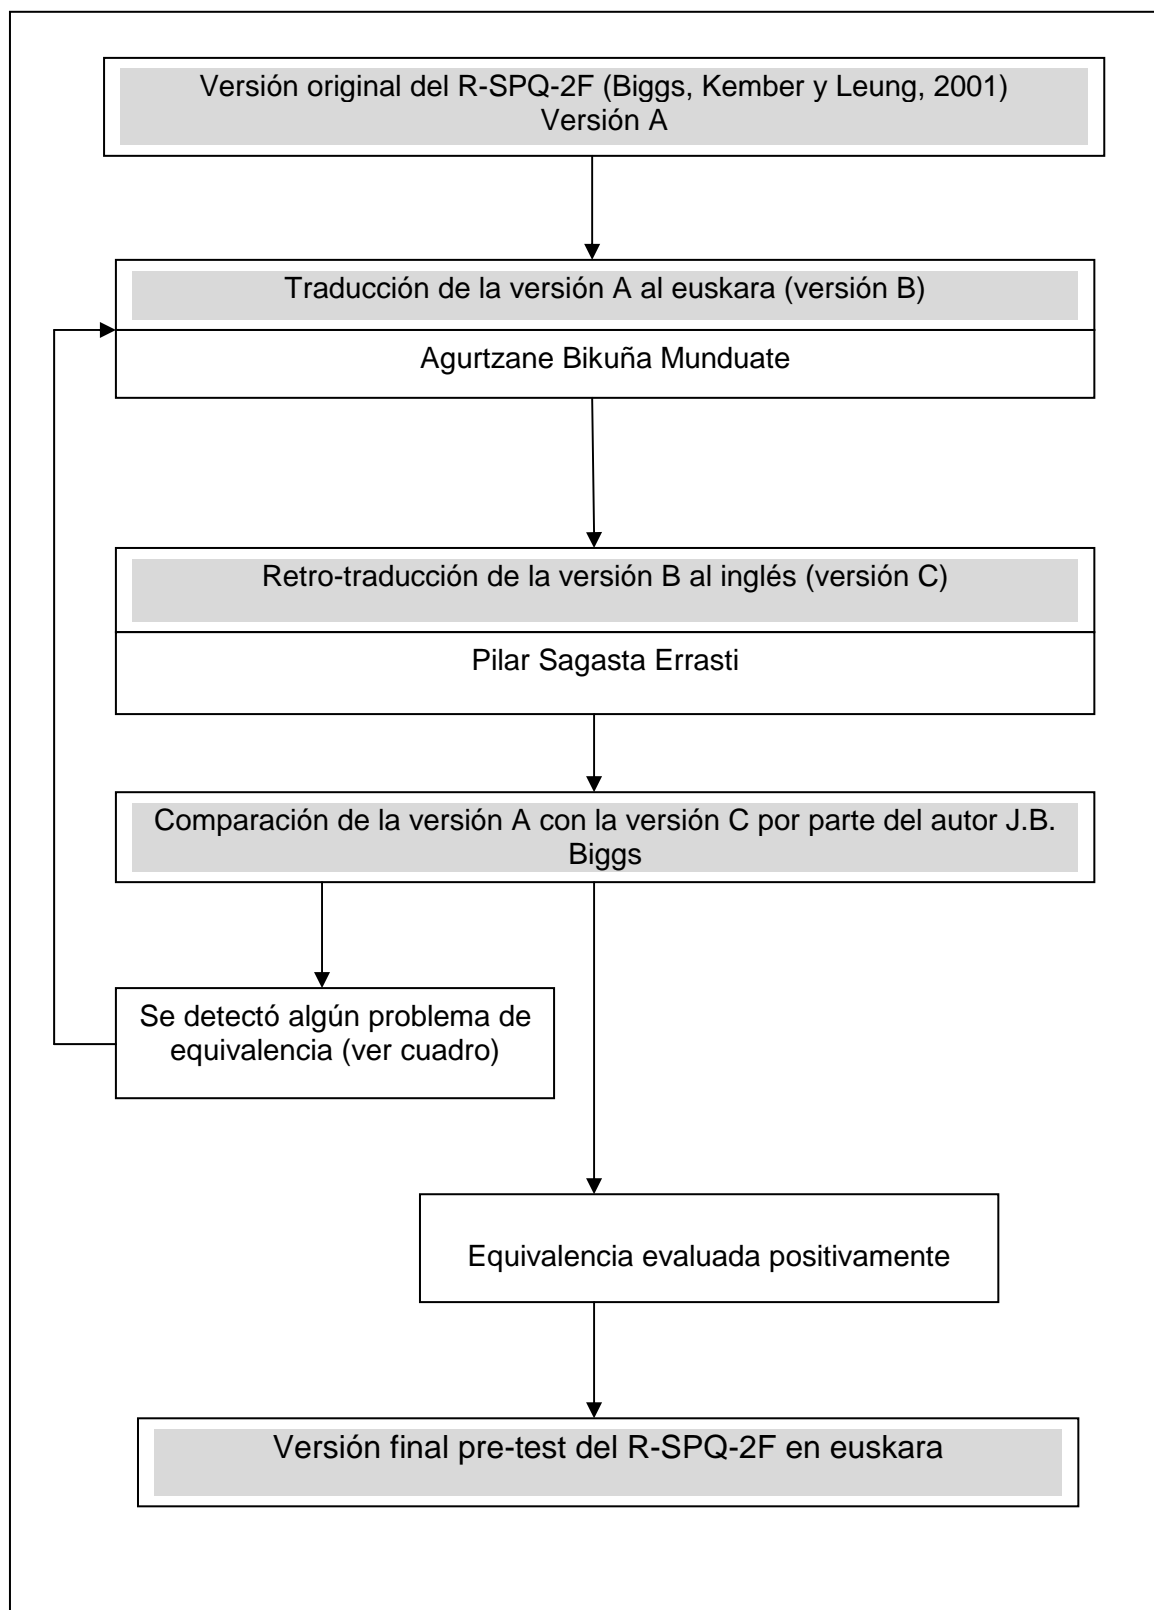 Versión original del R-SPQ-2F (Biggs, Kember y Leung, 2001)
Versión A
Traducción de la versión A al euskara (versión B)
Agurtzane Bikuña Munduate
Retro-traducción de la versión B al inglés (versión C)
Pilar Sagasta Errasti
Comparación de la versión A con la versión C por parte del autor J.B.
Biggs
Se detectó algún problema de
equivalencia (ver cuadro)
Equivalencia evaluada positivamente
Versión final pre-test del R-SPQ-2F en euskara